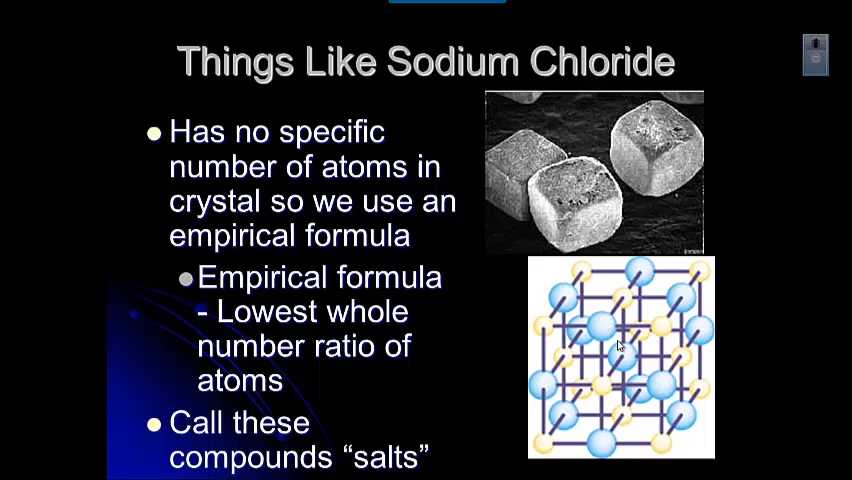 Things Like Sodium Chloride
Has no specific
number of atoms in
crystal so we use an
empirical formula
Empirical formula
- Lowest whole
number ratio of
atoms
Call these
compounds “salts”